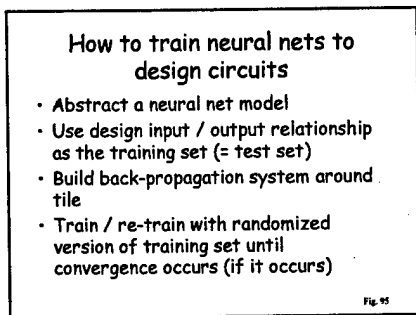 How to train neural nets to
design circuits
• Abstract a neural net model
• Use design input / output relationship
as the training set (= test set)
• Build back-propagation system around
tile
• Train / re-train with randomized
version of training set until
convergence occurs (if it occurs)
Fig. 95